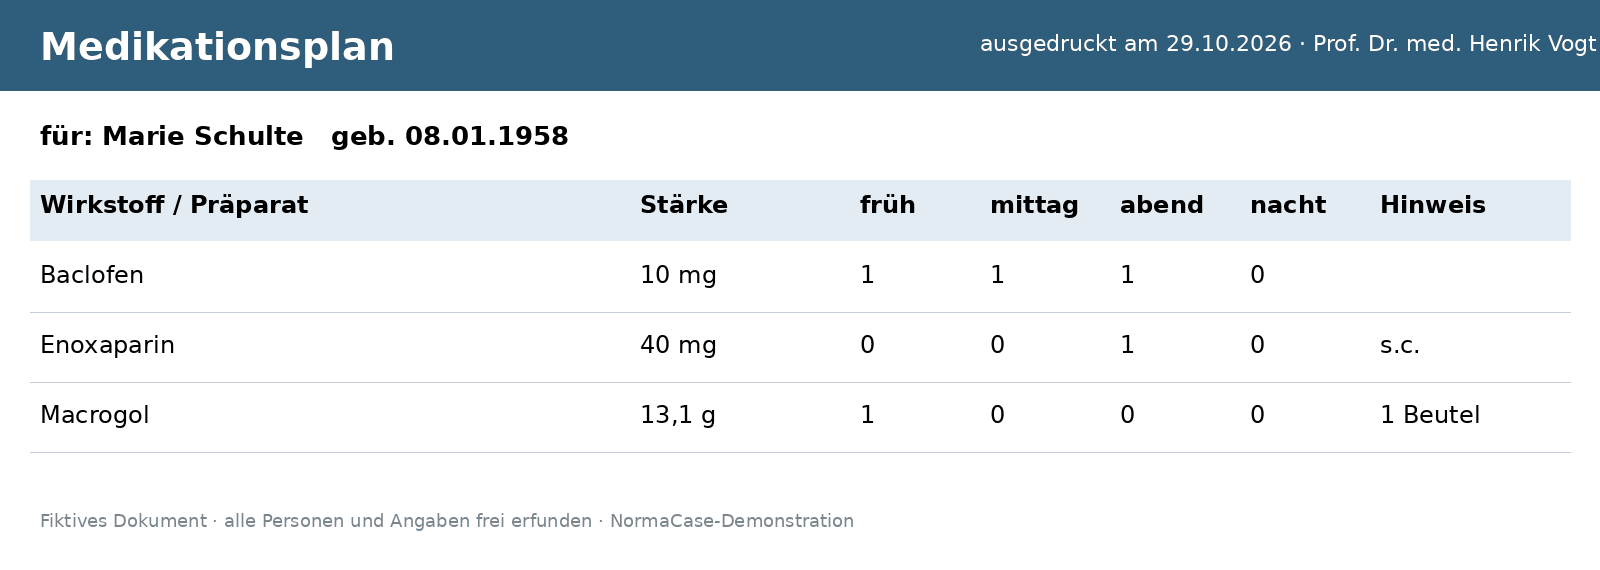 Medikationsplan ausgedruckt am 29.10.2026 · Prof. Dr. med. Henrik Vogt
für: Marie Schulte geb. 08.01.1958
Wirkstoff / Präparat Stärke früh mittag abend nacht Hinweis
Baclofen 10 mg 1 1 1 0
Enoxaparin 40 mg 0 0 1 0 s.c.
Macrogol 13,1 g 1 0 0 0 1 Beutel
Fiktives Dokument · alle Personen und Angaben frei erfunden · NormaCase-Demonstration